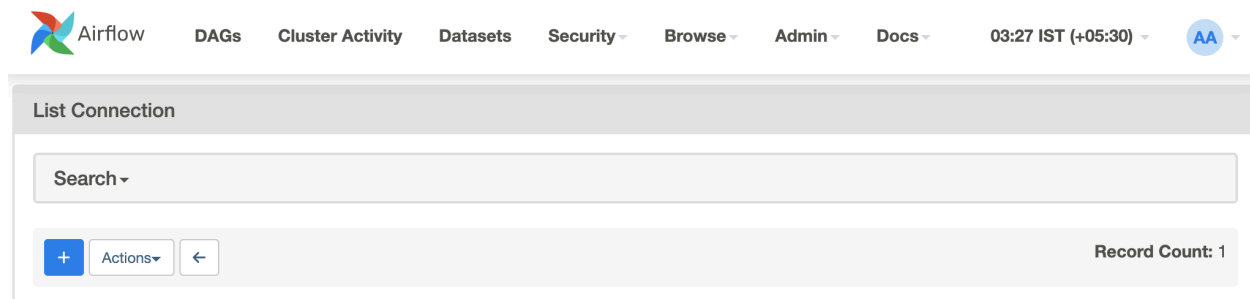 Airflow DAGs Cluster Activity Datasets Security Browse Admin Docs 03:27 IST (+05:30) AA
List Connection
Search
+ Actions ← Record Count: 1